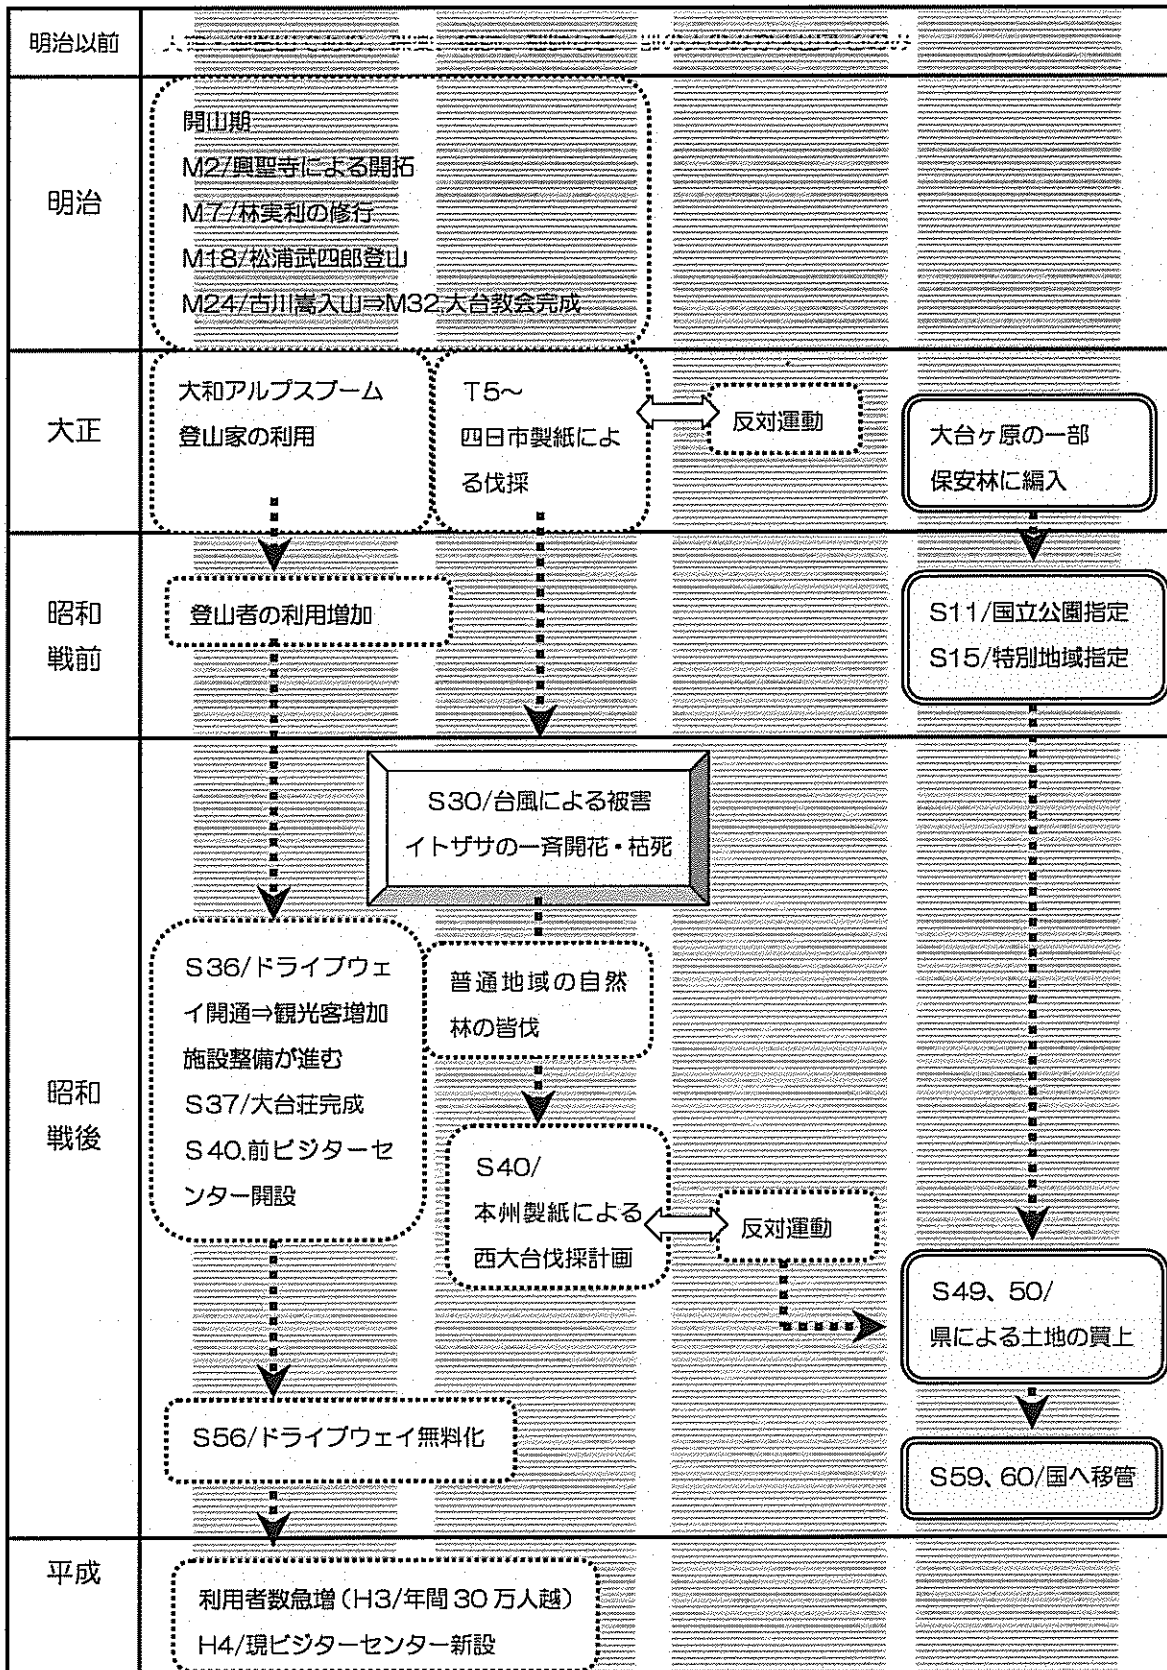 明治以前
明治
開山期
M2/興聖寺による開拓
M7/林実利の修行
M18/松浦武四郎登山
M24/古川嵩入山⇒M32.大台教会完成
大正
大和アルプスブーム
登山家の利用
T5～
四日市製紙によ
る伐採
反対運動
大台ヶ原の一部
保安林に編入
昭和
戦前
登山者の利用増加
S11/国立公園指定
S15/特別地域指定
昭和
戦後
S30/台風による被害
イトザサの一斉開花・枯死
S36/ドライブウェ
イ開通⇒観光客増加
施設整備が進む
S37/大台荘完成
S40.前ビジターセ
ンター開設
普通地域の自然
林の皆伐
S40/
本州製紙による
西大台伐採計画
反対運動
S49、50/
県による土地の買上
S56/ドライブウェイ無料化
S59、60/国へ移管
平成
利用者数急増（H3/年間30万人越）
H4/現ビジターセンター新設